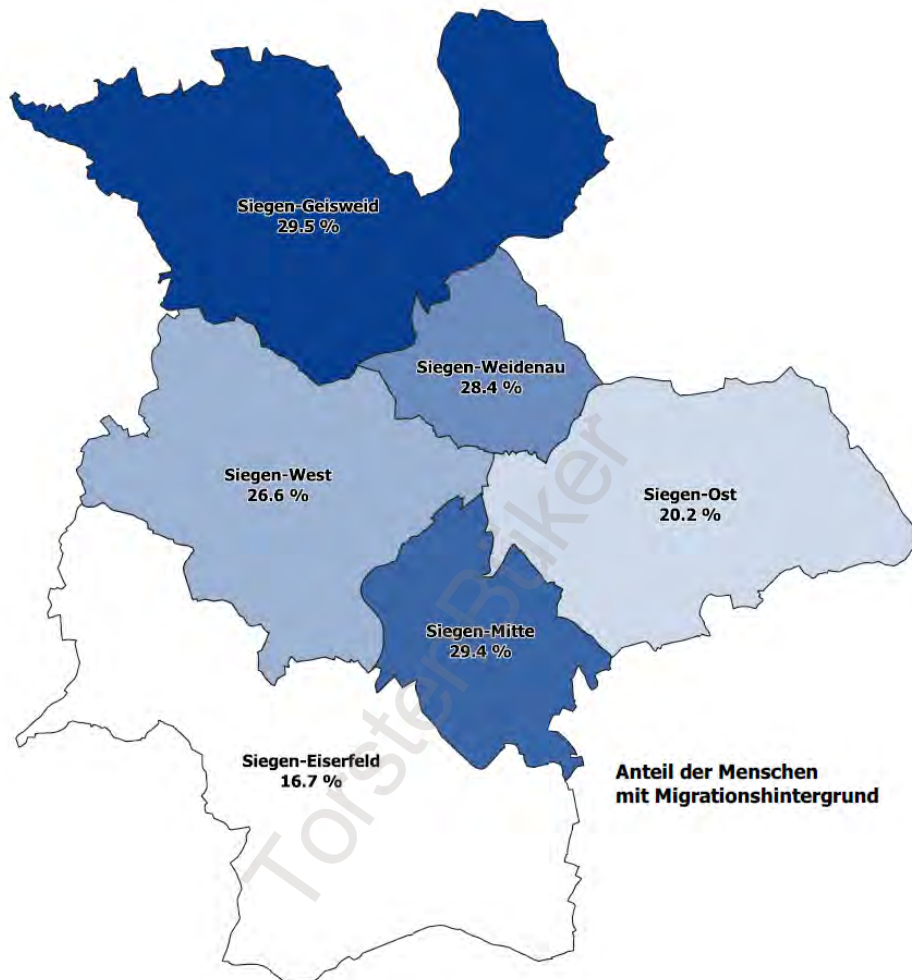 Siegen-Geisweid
29.5 %
Siegen-Weidenau
28.4 %
Siegen-West
26.6 %
Siegen-Ost
20.2 %
Siegen-Mitte
29.4 %
Siegen-Eiserfeld
16.7 %
Anteil der Menschen
mit Migrationshintergrund
Torsten Büker